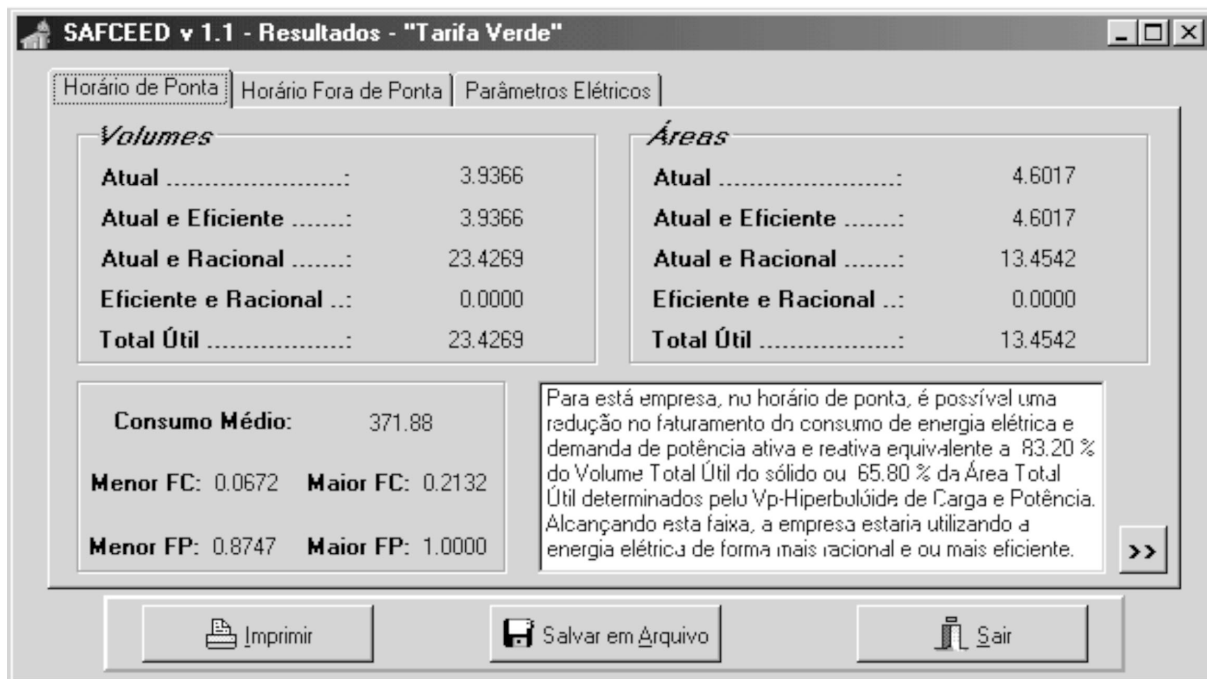 SAFCEED v 1.1 - Resultados - "Tarifa Verde"
Horário de Ponta Horário Fora de Ponta Parâmetros Elétricos
Volumes
Atual ......................: 3.9366
Atual e Eficiente .......: 3.9366
Atual e Racional .......: 23.4269
Eficiente e Racional ..: 0.0000
Total Útil ..................: 23.4269
Áreas
Atual ......................: 4.6017
Atual e Eficiente .......: 4.6017
Atual e Racional .......: 13.4542
Eficiente e Racional ..: 0.0000
Total Útil ..................: 13.4542
Consumo Médio: 371.88
Menor FC: 0.0672 Maior FC: 0.2132
Menor FP: 0.8747 Maior FP: 1.0000
Para está empresa, no horário de ponta, é possível uma
redução no faturamento do consumo de energia elétrica e
demanda de potência ativa e reativa equivalente a 83.20 %
do Volume Total Útil do sólido ou 65.80 % da Área Total
Útil determinados pelo Vp-Hiperbolóide de Carga e Potência.
Alcançando esta faixa, a empresa estaria utilizando a
energia elétrica de forma mais racional e ou mais eficiente.
>>
Imprimir Salvar em Arquivo Sair